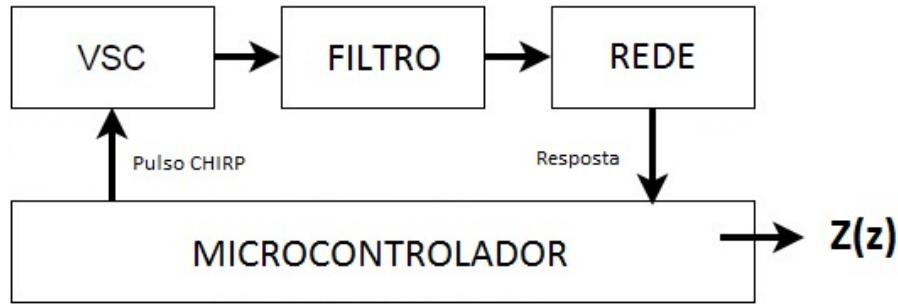 VSC
FILTRO
REDE
Pulso CHIRP
Resposta
MICROCONTROLADOR
Z(z)